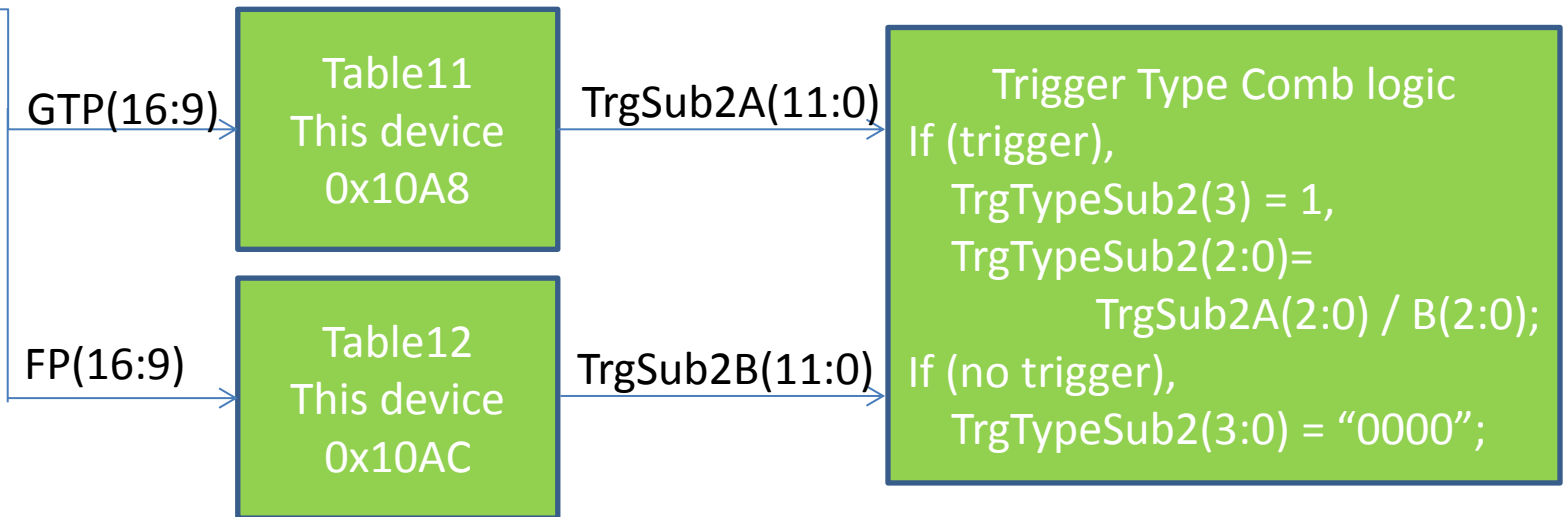 GTP(16:9)
Table11
This device
0x10A8
TrgSub2A(11:0)
FP(16:9)
Table12
This device
0x10AC
TrgSub2B(11:0)
Trigger Type Comb logic
If (trigger),
TrgTypeSub2(3) = 1,
TrgTypeSub2(2:0)=
TrgSub2A(2:0) / B(2:0);
If (no trigger),
TrgTypeSub2(3:0) = “0000”;